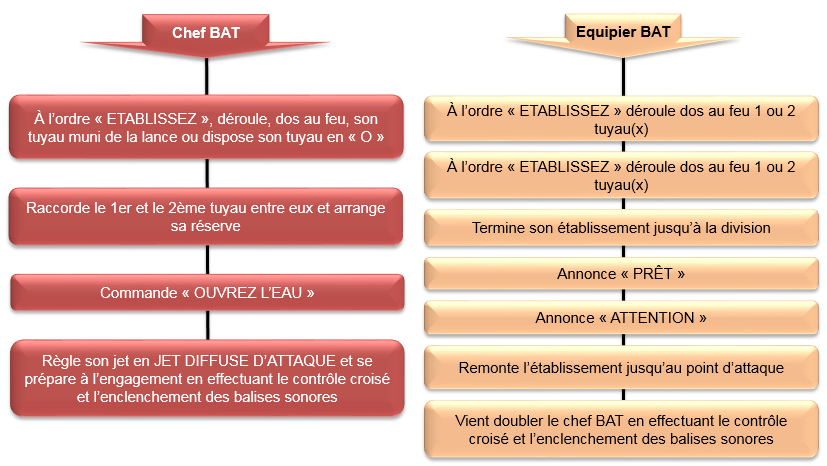 Chef BAT
À l’ordre « ETABLISSEZ », déroule, dos au feu, son
tuyau muni de la lance ou dispose son tuyau en « O »
Raccorde le 1er et le 2ème tuyau entre eux et arrange
sa réserve
Commande « OUVREZ L’EAU »
Règle son jet en JET DIFFUSE D’ATTAQUE et se
prépare à l’engagement en effectuant le contrôle croisé
et l’enclenchement des balises sonores
Equipier BAT
À l’ordre « ETABLISSEZ » déroule dos au feu 1 ou 2
tuyau(x)
À l’ordre « ETABLISSEZ » déroule dos au feu 1 ou 2
tuyau(x)
Termine son établissement jusqu’à la division
Annonce « PRÊT »
Annonce « ATTENTION »
Remonte l’établissement jusqu’au point d’attaque
Vient doubler le chef BAT en effectuant le contrôle
croisé et l’enclenchement des balises sonores